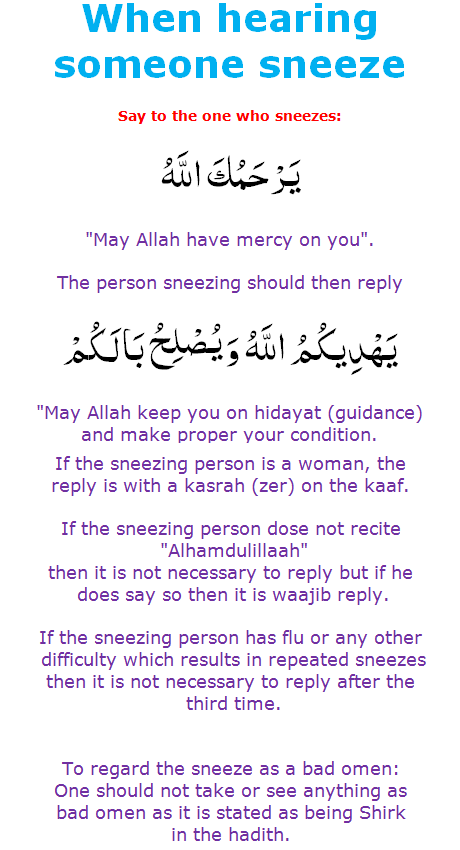 When hearing
someone sneeze
Say to the one who sneezes:
يَرْحَمُكَ اللَّهُ
"May Allah have mercy on you".
The person sneezing should then reply
يَهْدِيكُمُ اللَّهُ وَيُصْلِحُ بَالَكُمْ
"May Allah keep you on hidayat (guidance)
and make proper your condition.
If the sneezing person is a woman, the
reply is with a kasrah (zer) on the kaaf.
If the sneezing person dose not recite
"Alhamdulillaah"
then it is not necessary to reply but if he
does say so then it is waajib reply.
If the sneezing person has flu or any other
difficulty which results in repeated sneezes
then it is not necessary to reply after the
third time.
To regard the sneeze as a bad omen:
One should not take or see anything as
bad omen as it is stated as being Shirk
in the hadith.